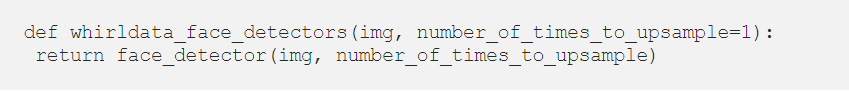 def whirldata_face_detectors(img, number_of_times_to_upsample=1):
 return face_detector(img, number_of_times_to_upsample)